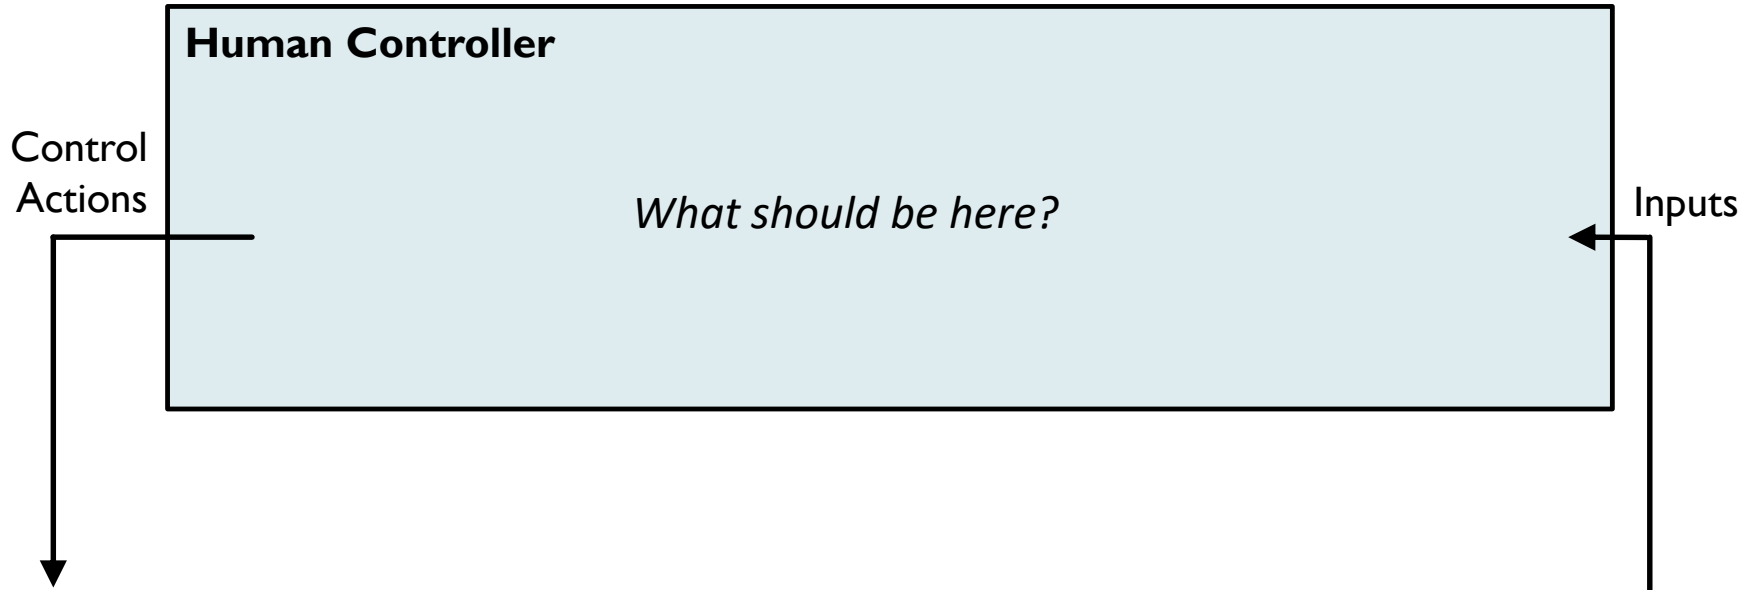 Human Controller
Control
Actions
What should be here?
Inputs